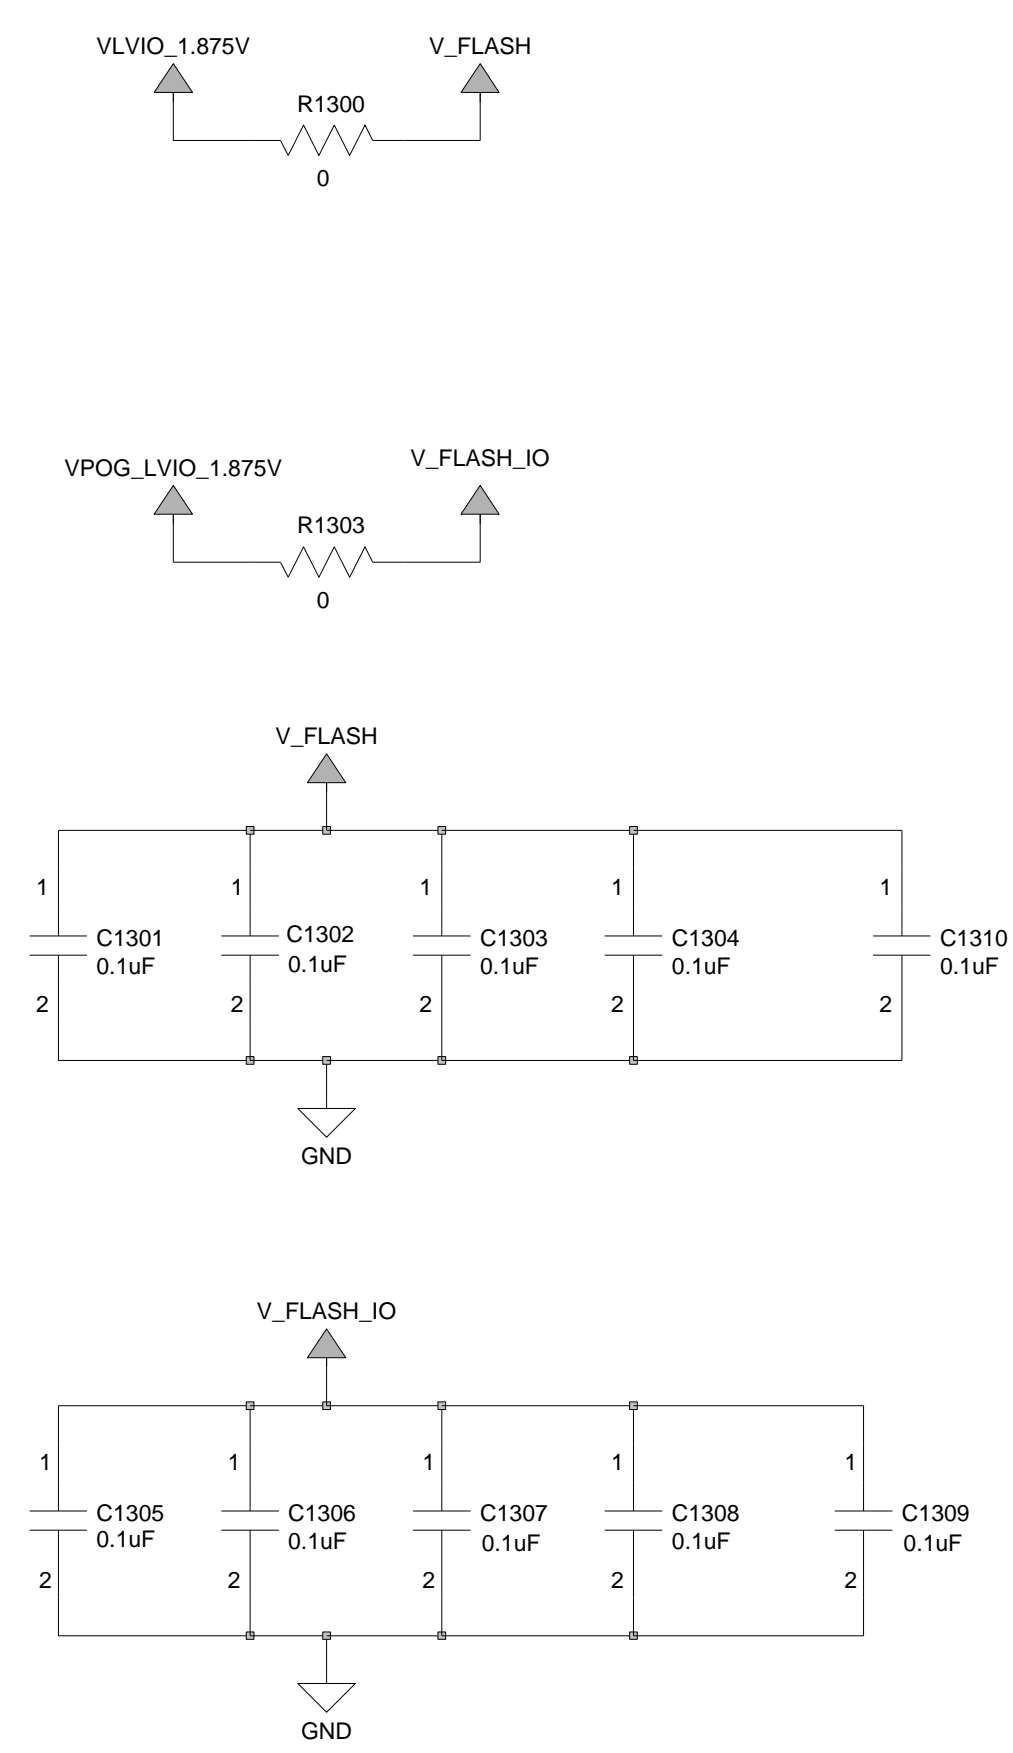 VLVIO_1.875V
V_FLASH
R1300
0
VPOG_LVIO_1.875V
V_FLASH_IO
R1303
0
V_FLASH
1
1
1
1
1
C1301
0.1uF
C1302
0.1uF
C1303
0.1uF
C1304
0.1uF
C1310
0.1uF
2
2
2
2
2
GND
V_FLASH_IO
1
1
1
1
1
C1305
0.1uF
C1306
0.1uF
C1307
0.1uF
C1308
0.1uF
C1309
0.1uF
2
2
2
2
2
GND